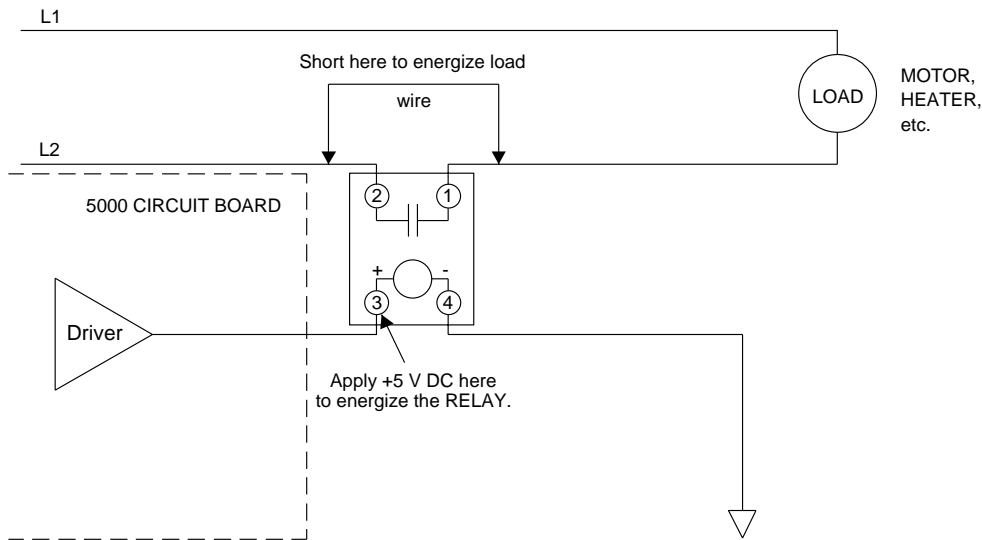 L1
Short here to energize load
wire
LOAD
MOTOR,
HEATER,
etc.
L2
5000 CIRCUIT BOARD
2
1
+
-
3
4
Driver
Apply +5 V DC here
to energize the RELAY.